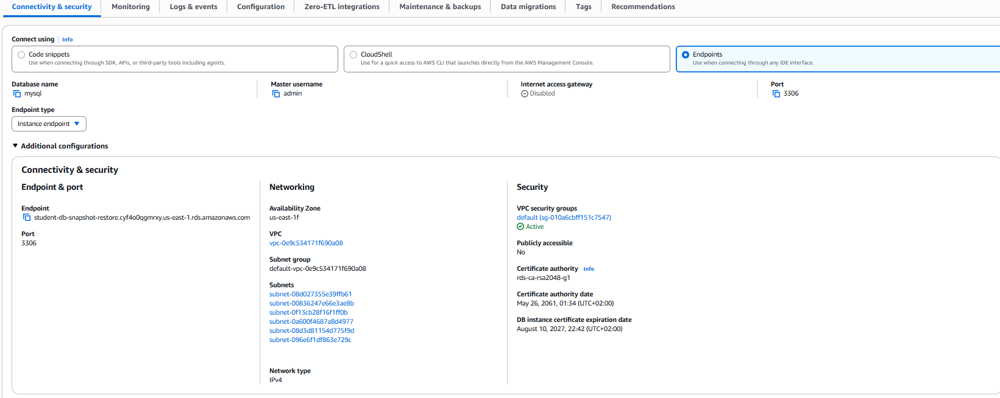 Connectivity & security
Monitoring
Logs & events
Configuration
Zero-ETL integrations
Maintenance & backups
Data migrations
Tags
Recommendations
Connect using
Info
Code snippets
Use when connecting through SDK, APIs, or third-party tools including agents.
CloudShell
Use for a quick access to AWS CLI that launches directly from the AWS Management Console.
Endpoints
Use when connecting through any IDE interface.
Database name
mysql
Master username
admin
Internet access gateway
Disabled
Port
3306
Endpoint type
Instance endpoint
Additional configurations
Connectivity & security
Endpoint & port
Endpoint
student-db-snapshot-restore.cyf4o0qgmrxy.us-east-1.rds.amazonaws.com
Port
3306
Networking
Availability Zone
us-east-1f
VPC
vpc-0e9c534171f690a08
Subnet group
default-vpc-0e9c534171f690a08
Subnets
subnet-08d027355e39ffb61
subnet-00836247e66e3ae8b
subnet-0f13cb28f16f1ff0b
subnet-0a600f4687a8d4977
subnet-08d3d81154d775f9d
subnet-096e6f1df863e729c
Network type
IPv4
Security
VPC security groups
default (sg-010a6cbff151c7547)
Active
Publicly accessible
No
Certificate authority
Info
rds-ca-rsa2048-g1
Certificate authority date
May 26, 2061, 01:34 (UTC+02:00)
DB instance certificate expiration date
August 10, 2027, 22:42 (UTC+02:00)